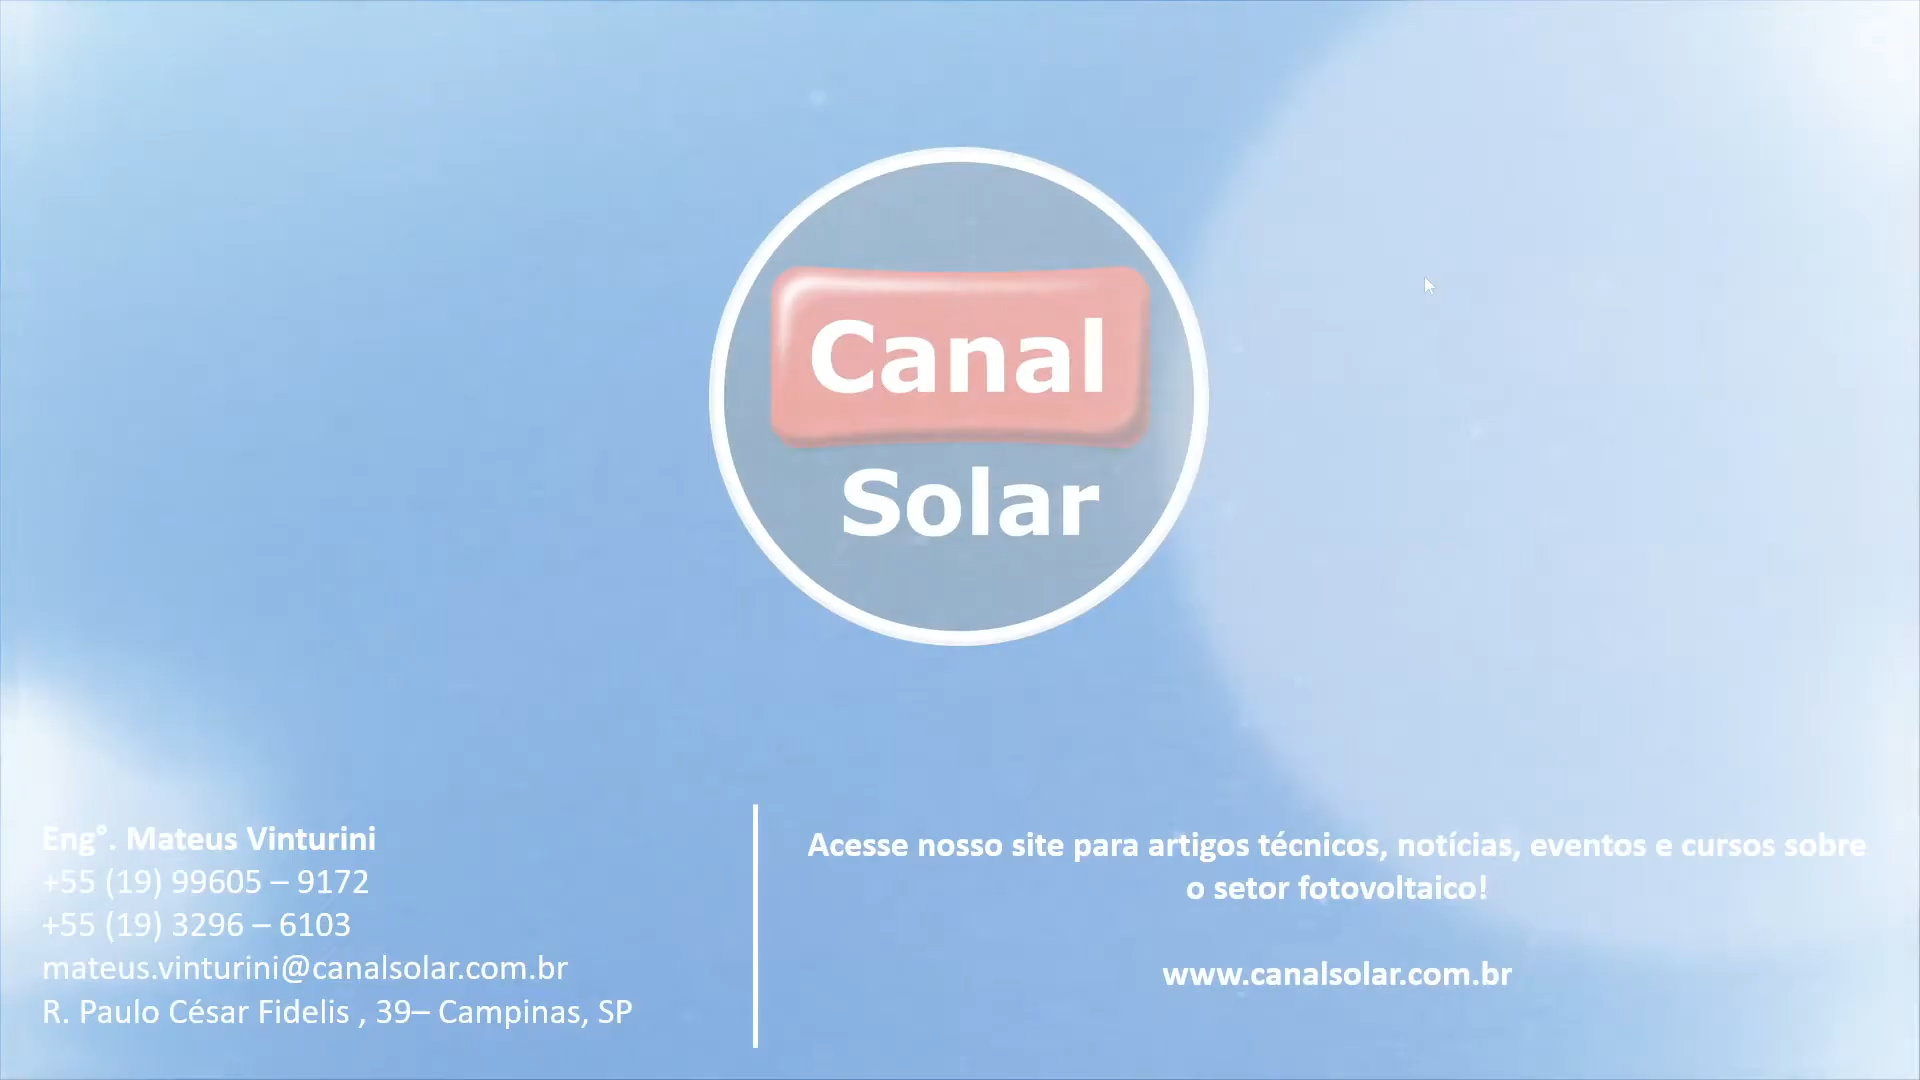 Canal
Solar
Eng°. Mateus Vinturini
+55 (19) 99605 – 9172
+55 (19) 3296 – 6103
mateus.vinturini@canalsolar.com.br
R. Paulo César Fidelis , 39– Campinas, SP
Acesse nosso site para artigos técnicos, notícias, eventos e cursos sobre
o setor fotovoltaico!
www.canalsolar.com.br